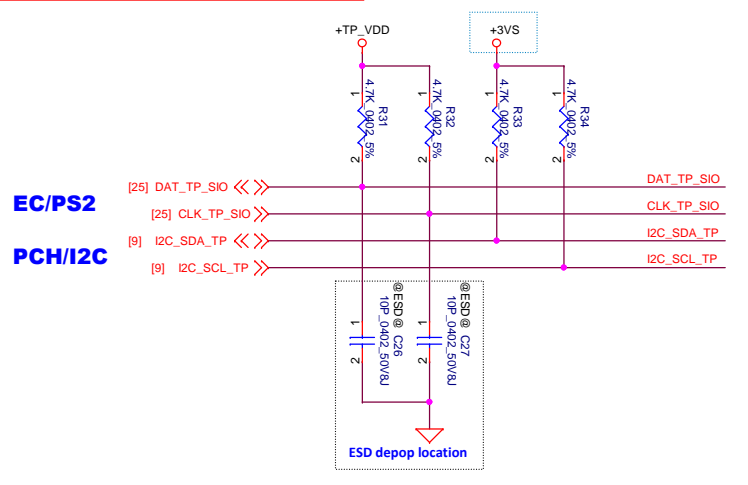 +TP_VDD
+3VS
1
4.7K_0402_5%
R31
2
1
4.7K_0402_5%
R32
2
1
4.7K_0402_5%
R33
2
1
4.7K_0402_5%
R34
2
EC/PS2
[25] DAT_TP_SIO
DAT_TP_SIO
[25] CLK_TP_SIO
CLK_TP_SIO
PCH/I2C
[9] I2C_SDA_TP
I2C_SDA_TP
[9] I2C_SCL_TP
I2C_SCL_TP
1
@ESD@ C26
10P_0402_50V8J
2
1
@ESD@ C27
10P_0402_50V8J
2
ESD depop location